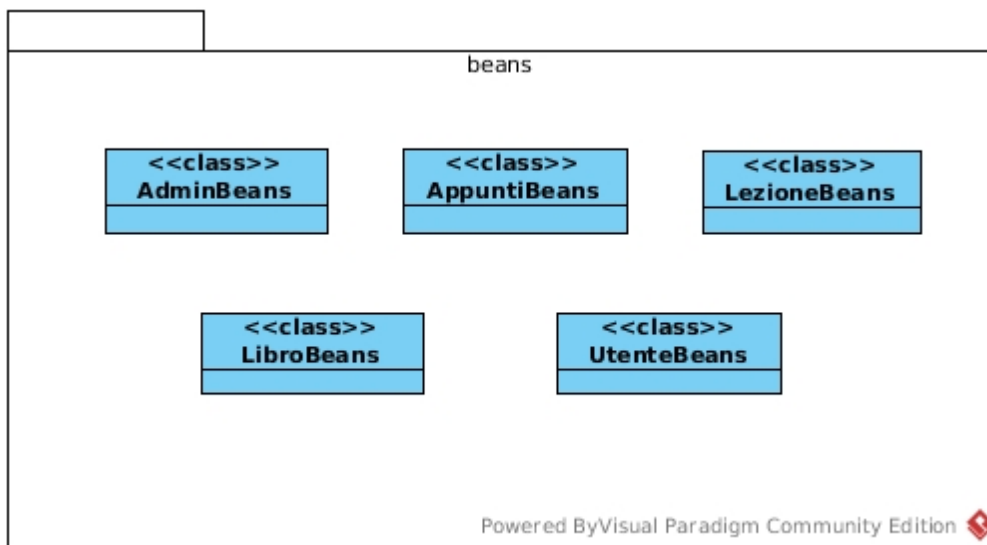 beans
<<class>>
AdminBeans
<<class>>
AppuntiBeans
<<class>>
LezioneBeans
<<class>>
LibroBeans
<<class>>
UtenteBeans
Powered ByVisual Paradigm Community Edition